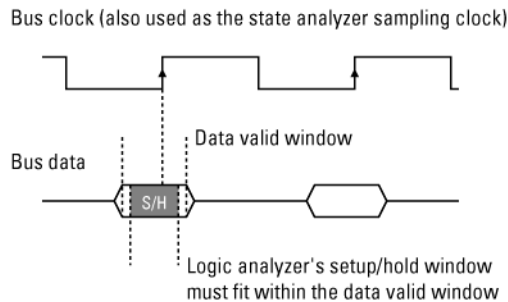 Bus clock (also used as the state analyzer sampling clock)
Data valid window
Bus data
S/H
Logic analyzer's setup/hold window
must fit within the data valid window